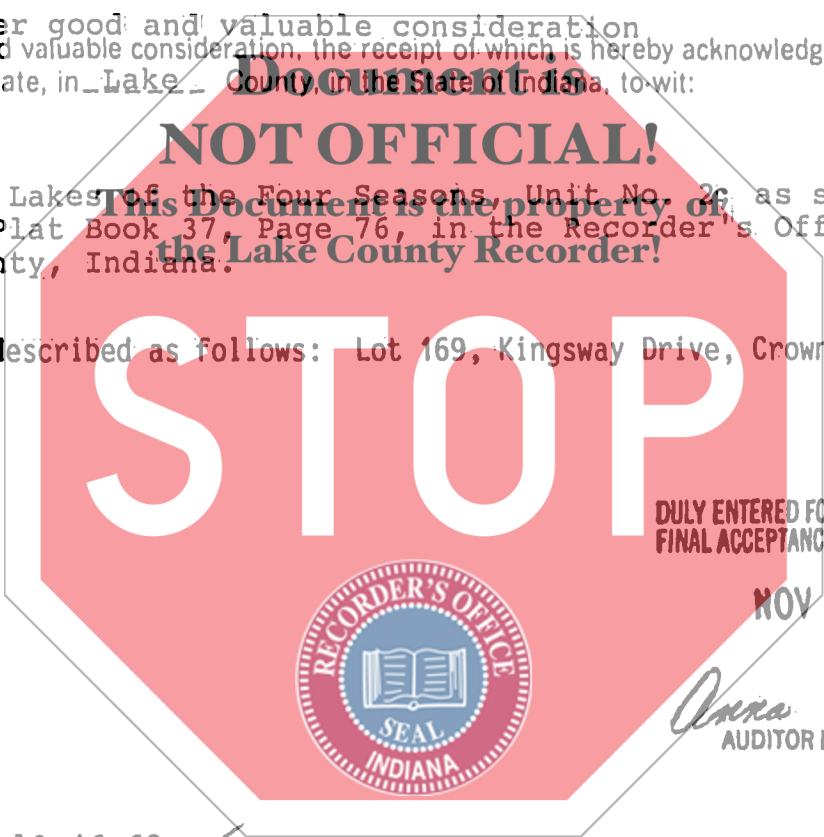 er good and valuable consideration
d valuable consideration, the receipt of which is hereby acknowledg
ate, in Lake County, in the State of Indiana, to-wit:
Document is
NOT OFFICIAL!
This Document is the property of
the Lake County Recorder!
Lakes of the Four Seasons, Unit No. as s
Plat Book 37, Page 76, in the Recorder's Off
nty, Indiana.
described as follows: Lot 169, Kingsway Drive, Crown
STOP
DULY ENTERED FO
FINAL ACCEPTANC
NOV
RECORDER'S OFFICE
SEAL
INDIANA
Anna
AUDITOR